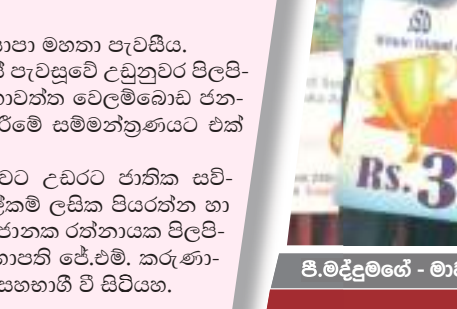 යාපා මහතා පැවසීය.
පැවසූවේ උඩුනුවර පිලපි-
ගාවත්ත වෙලම්බොඩ ජන-
රීමේ සම්මන්ත්‍රණයට එක්
වට උඩරට ජාතික සවි-
ලේකම් ලසික පියරත්න හා
ජානක රත්නායක පිලපි-
භාපති ජේ.එම්. කරුණා-
සහභාගී වී සිටියහ.
Rs. 3
පී.මද්දුමගේ - මා